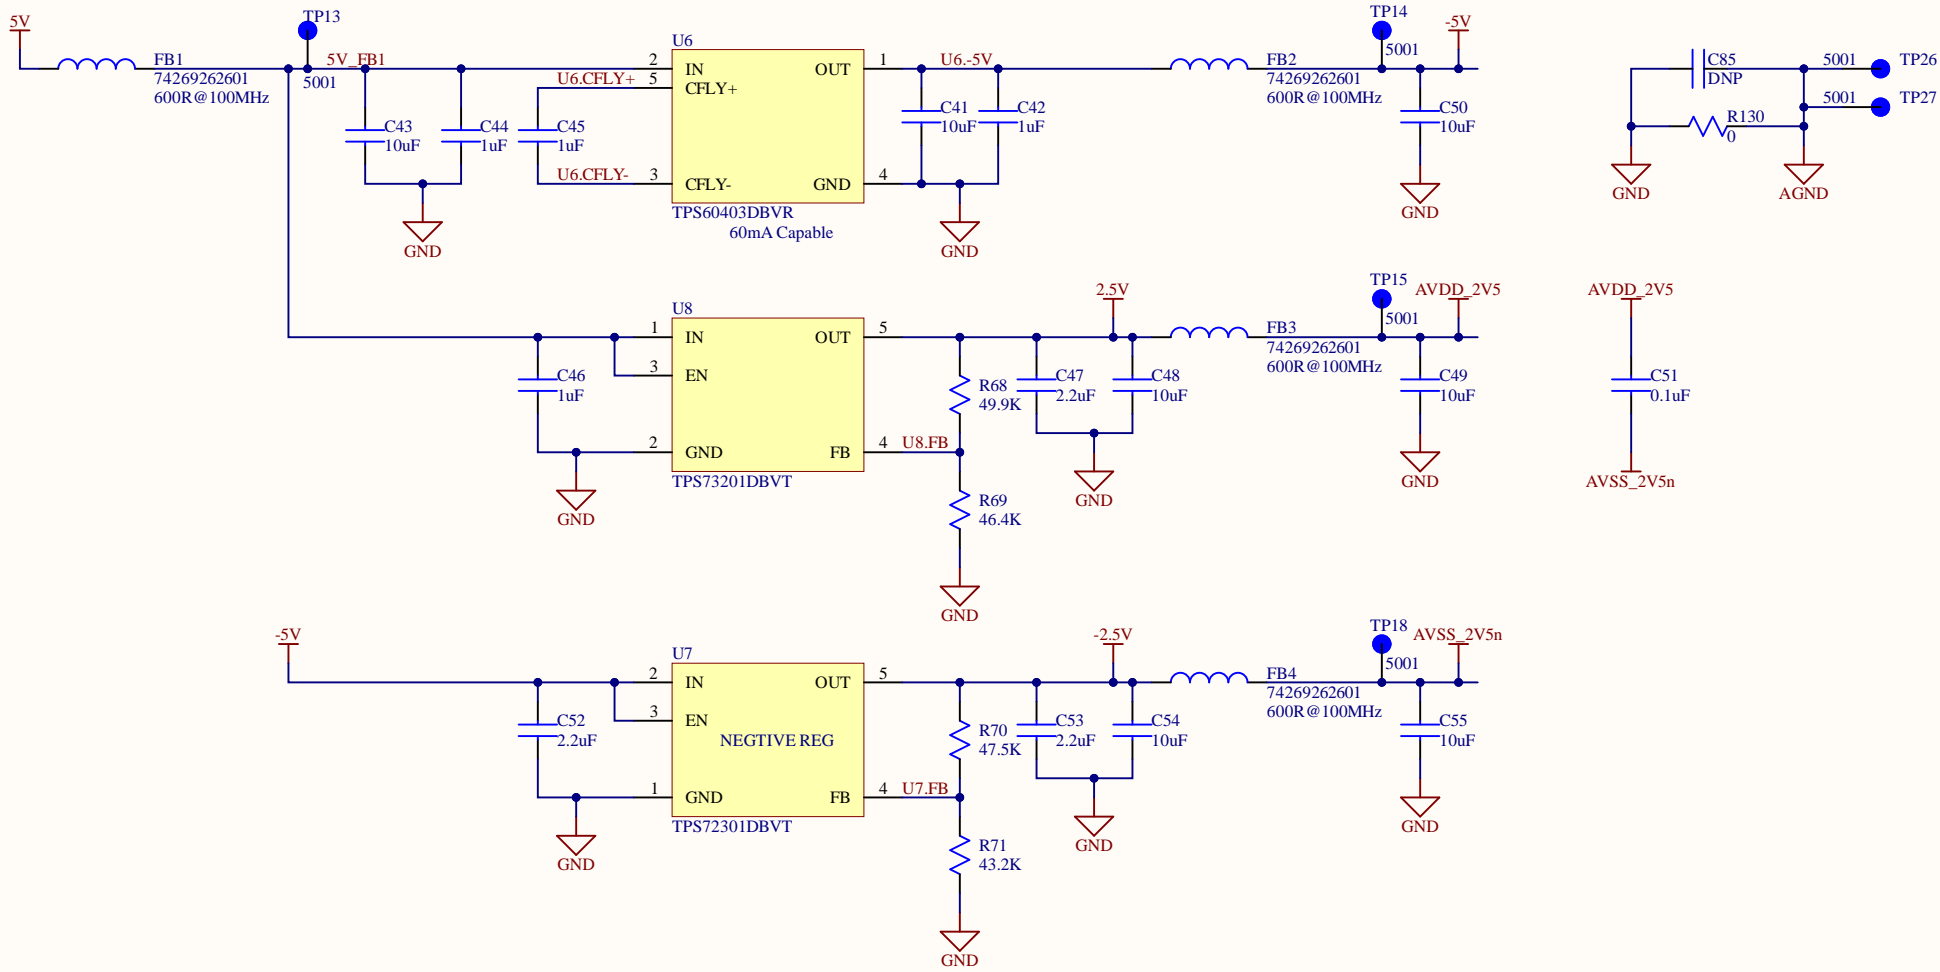 5V
FB1
74269262601
600R@100MHz
TP13
5001
5V_FB1
C43
10uF
C44
1uF
GND
U6.CFLY+
C45
1uF
U6.CFLY-
U6
2
IN
5
CFLY+
3
CFLY-
OUT
1
GND
4
TPS60403DBVR
60mA Capable
U6.-5V
C41
10uF
C42
1uF
GND
FB2
74269262601
600R@100MHz
TP14
5001
-5V
C50
10uF
GND
C85
DNP
R130
0
GND
AGND
5001
TP26
5001
TP27
C46
1uF
GND
U8
1
IN
3
EN
2
GND
OUT
5
FB
4
TPS73201DBVT
U8.FB
R68
49.9K
R69
46.4K
GND
2.5V
C47
2.2uF
C48
10uF
GND
FB3
74269262601
600R@100MHz
TP15
5001
AVDD_2V5
C49
10uF
GND
AVDD_2V5
C51
0.1uF
AVSS_2V5n
-5V
C52
2.2uF
GND
U7
2
IN
3
EN
NEGTIVE REG
1
GND
OUT
5
FB
4
TPS72301DBVT
U7.FB
R70
47.5K
R71
43.2K
GND
-2.5V
C53
2.2uF
C54
10uF
GND
FB4
74269262601
600R@100MHz
TP18
5001
AVSS_2V5n
C55
10uF
GND